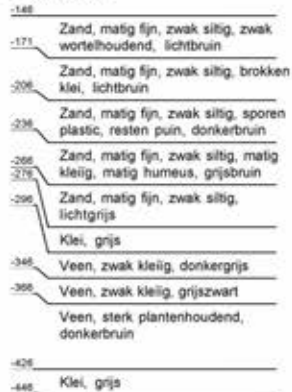 -146
Zand, matig fijn, zwak siltig, zwak
-171
wortelhoudend, lichtbruin
Zand, matig fijn, zwak siltig, brokken
-206
klei, lichtbruin
Zand, matig fijn, zwak siltig, sporen
-236
plastic, resten puin, donkerbruin
Zand, matig fijn, zwak siltig, matig
-266
kleiig, matig humeus, grijsbruin
-276
Zand, matig fijn, zwak siltig,
-296
lichtgrijs
Klei, grijs
-346
Veen, zwak kleiig, donkergrijs
-366
Veen, zwak kleiig, grijszwart
Veen, sterk plantenhoudend,
donkerbruin
-426
Klei, grijs
-446